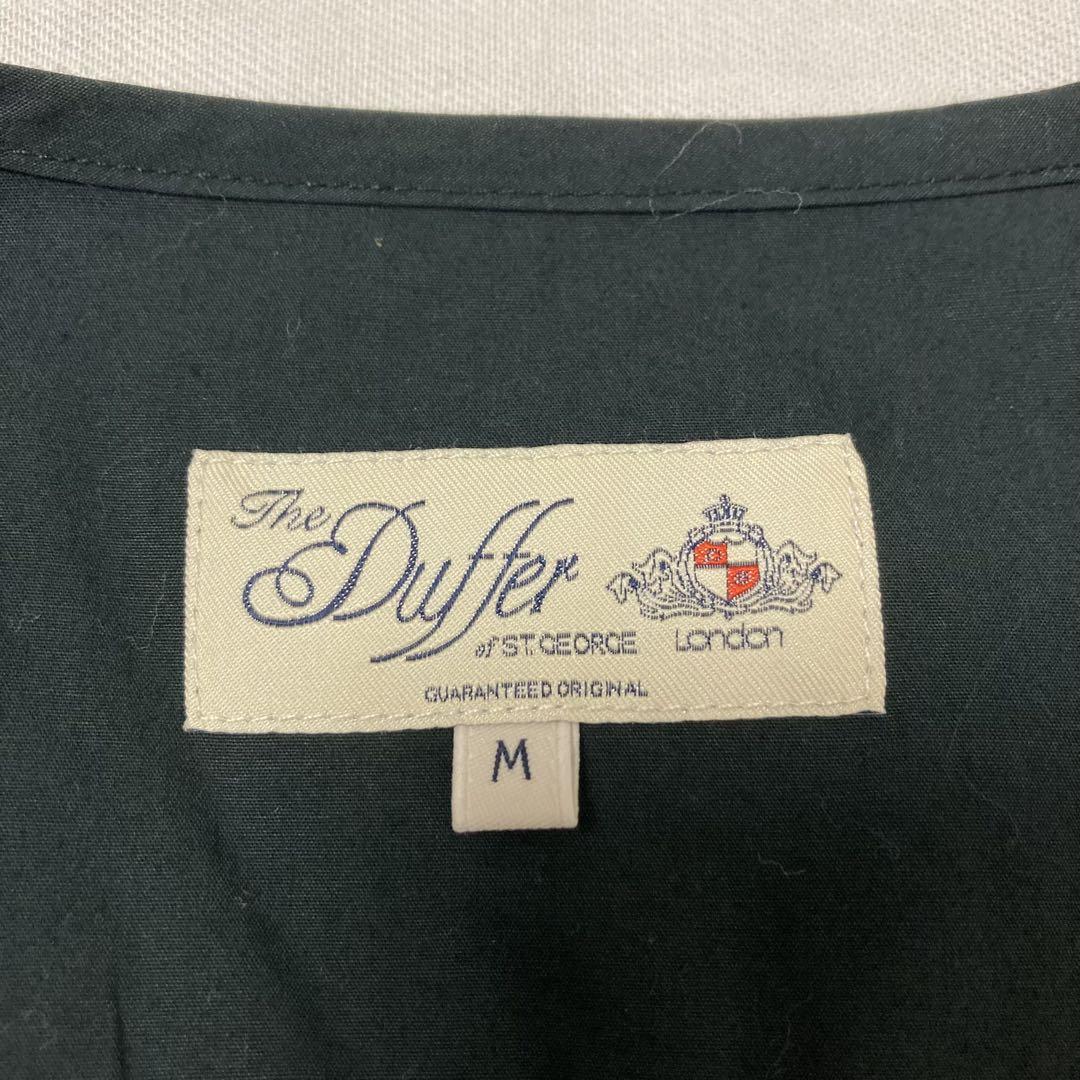 The Duffer
of ST. GEORGE London
GUARANTEED ORIGINAL
M